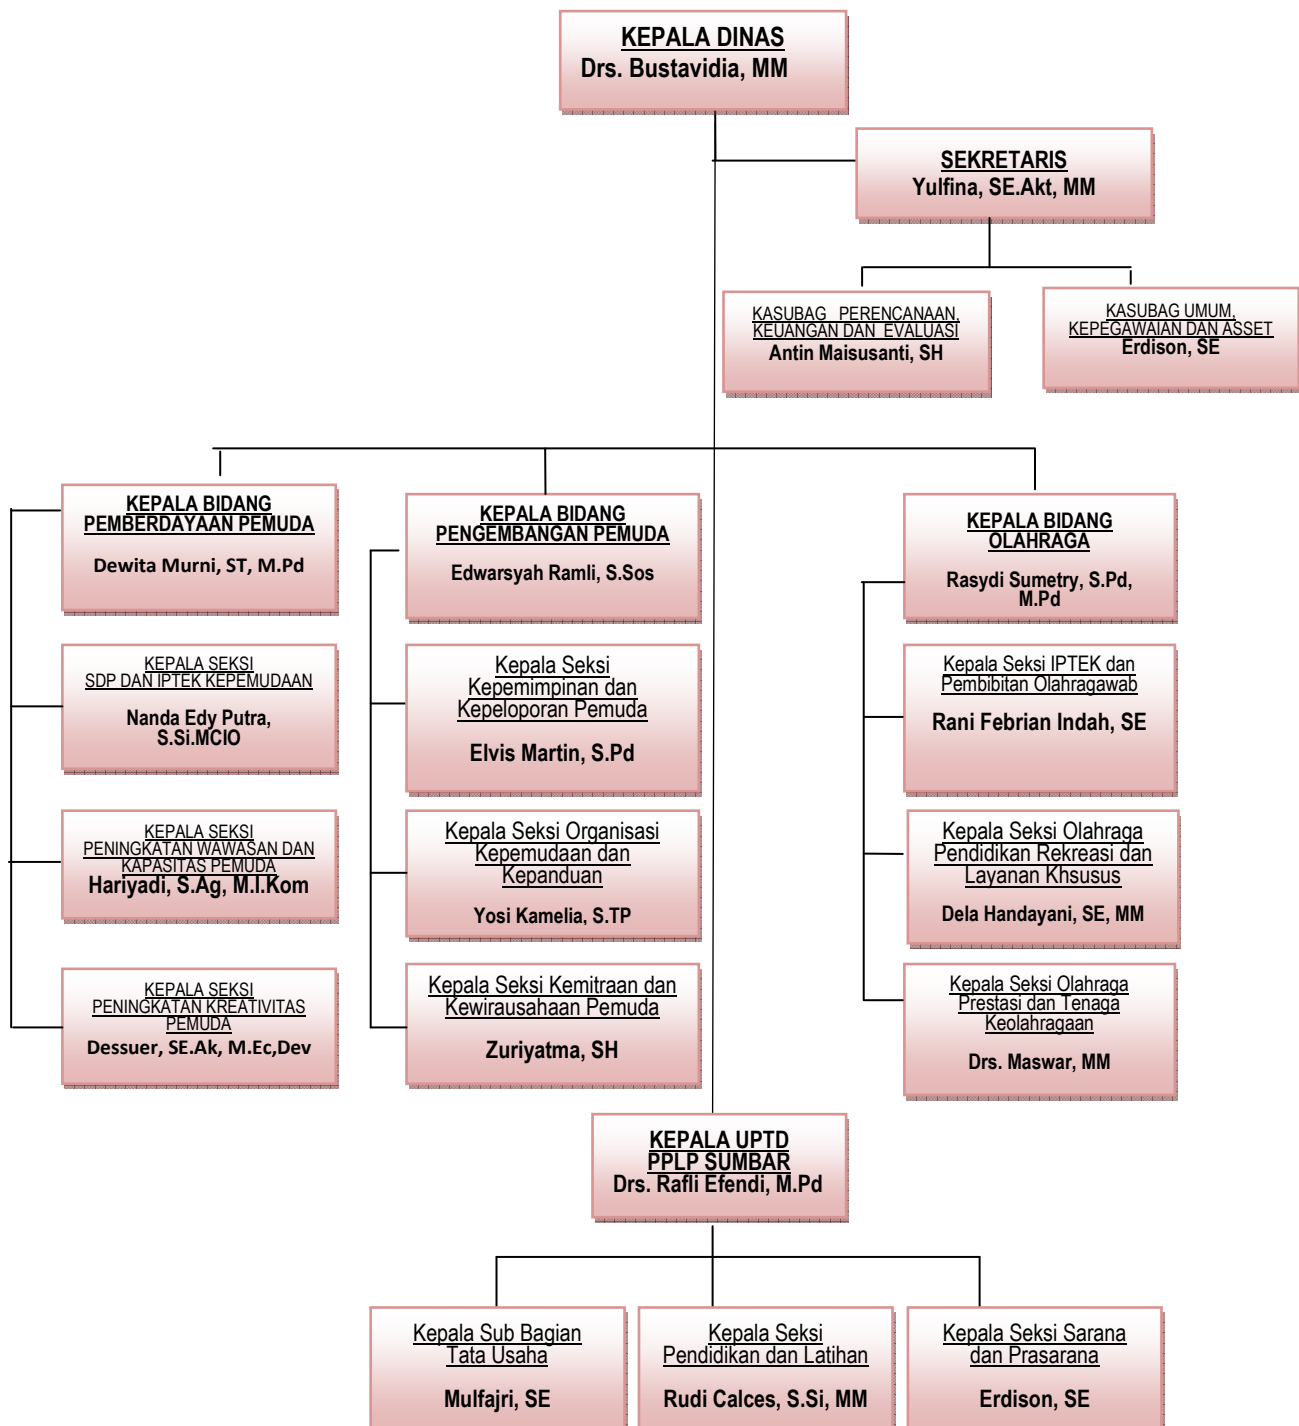 KEPALA DINAS
Drs. Bustavidia, MM
SEKRETARIS
Yulfina, SE.Akt, MM
KASUBAG PERENCANAAN,
KEUANGAN DAN EVALUASI
Antin Maisusanti, SH
KASUBAG UMUM,
KEPEGAWAIAN DAN ASSET
Erdison, SE
KEPALA BIDANG
PEMBERDAYAAN PEMUDA
Dewita Murni, ST, M.Pd
KEPALA SEKSI
SDP DAN IPTEK KEPEMUDAAN
Nanda Edy Putra,
S.Si.MCIO
KEPALA SEKSI
PENINGKATAN WAWASAN DAN
KAPASITAS PEMUDA
Hariyadi, S.Ag, M.I.Kom
KEPALA SEKSI
PENINGKATAN KREATIVITAS
PEMUDA
Dessuer, SE.Ak, M.Ec,Dev
KEPALA BIDANG
PENGEMBANGAN PEMUDA
Edwarsyah Ramli, S.Sos
Kepala Seksi
Kepemimpinan dan
Kepeloporan Pemuda
Elvis Martin, S.Pd
Kepala Seksi Organisasi
Kepemudaan dan
Kepanduan
Yosi Kamelia, S.TP
Kepala Seksi Kemitraan dan
Kewirausahaan Pemuda
Zuriyatma, SH
KEPALA BIDANG
OLAHRAGA
Rasydi Sumetry, S.Pd,
M.Pd
Kepala Seksi IPTEK dan
Pembibitan Olahragawab
Rani Febrian Indah, SE
Kepala Seksi Olahraga
Pendidikan Rekreasi dan
Layanan Khsusus
Dela Handayani, SE, MM
Kepala Seksi Olahraga
Prestasi dan Tenaga
Keolahragaan
Drs. Maswar, MM
KEPALA UPTD
PPLP SUMBAR
Drs. Rafli Efendi, M.Pd
Kepala Sub Bagian
Tata Usaha
Mulfajri, SE
Kepala Seksi
Pendidikan dan Latihan
Rudi Calces, S.Si, MM
Kepala Seksi Sarana
dan Prasarana
Erdison, SE